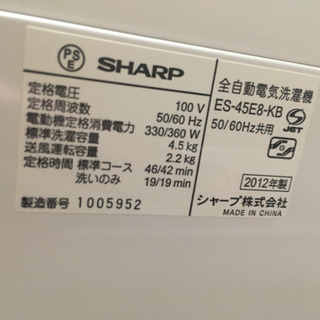 PS
E
SHARP
定格電圧 100 V
定格周波数 50/60 Hz
電動機定格消費電力 330/360 W
標準洗濯容量 4.5 kg
送風運転容量 2.2 kg
定格時間 標準コース 46/42 min
洗いのみ 19/19 min
製造番号 1005952
全自動電気洗濯機
ES-45E8-KB
50/60Hz共用
S
JET
2012年製
シャープ株式会社
MADE IN CHINA